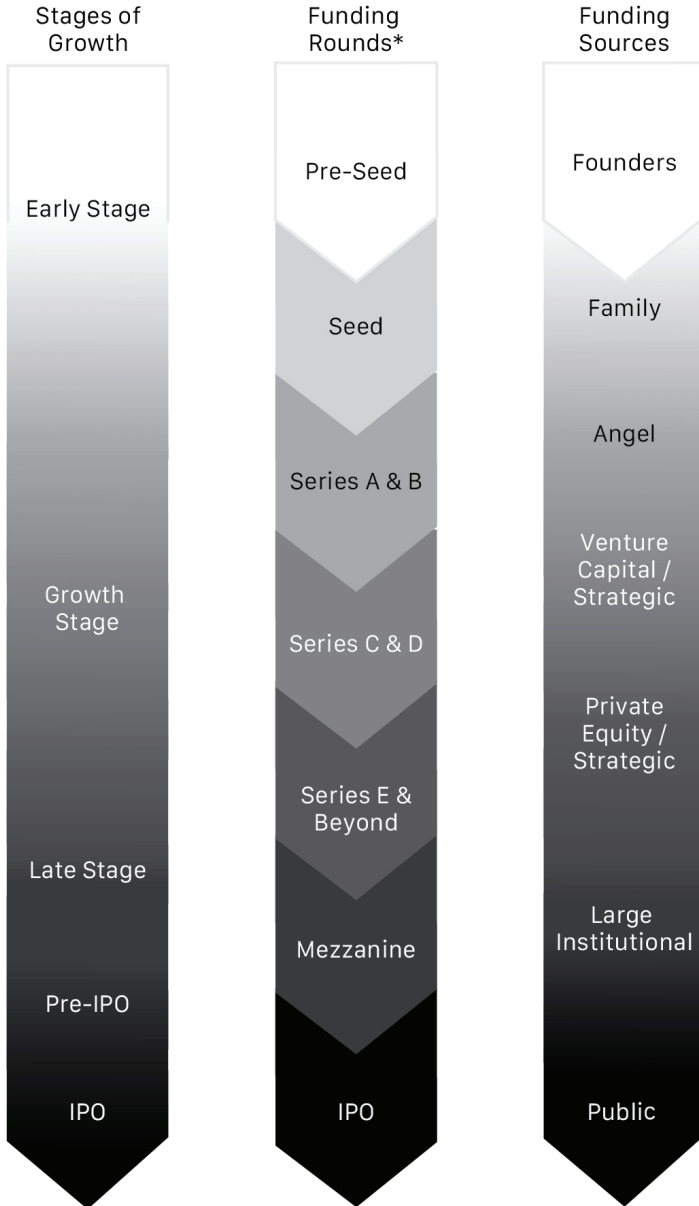 Stages of
Growth
Early Stage
Growth
Stage
Late Stage
Pre-IPO
IPO
Funding
Rounds*
Pre-Seed
Seed
Series A & B
Series C & D
Series E &
Beyond
Mezzanine
IPO
Funding
Sources
Founders
Family
Angel
Venture
Capital /
Strategic
Private
Equity /
Strategic
Large
Institutional
Public